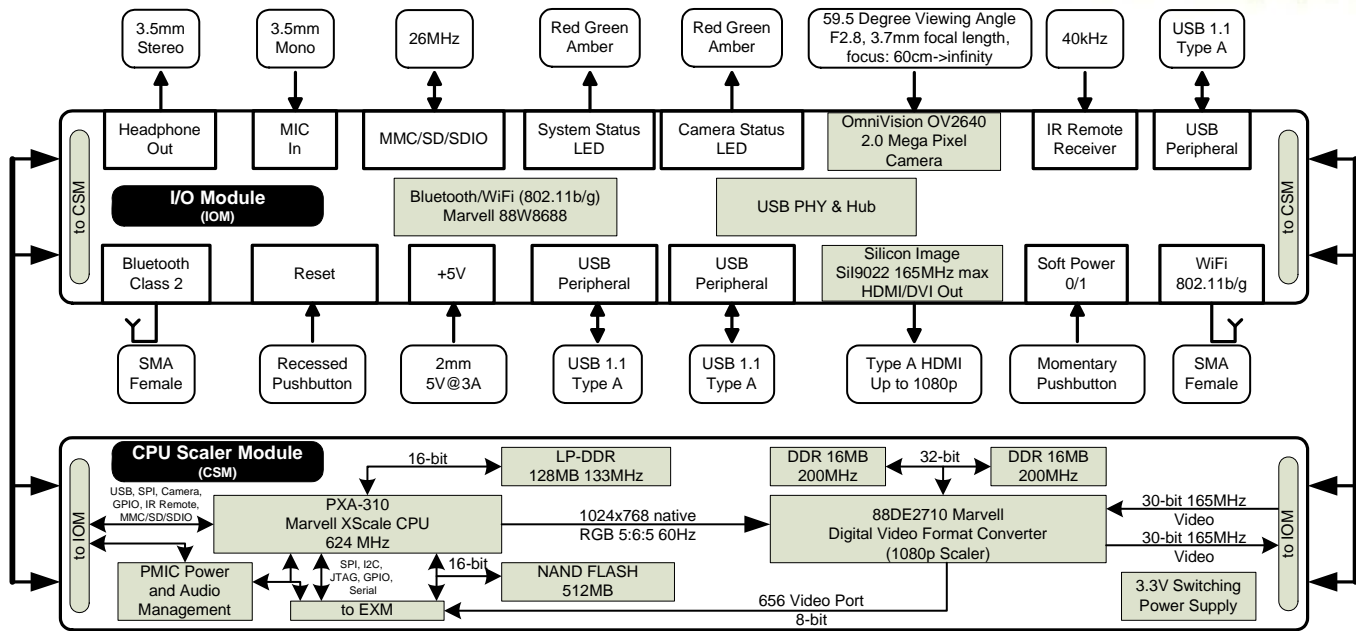 3.5mm
Stereo
3.5mm
Mono
26MHz
Red Green
Amber
Red Green
Amber
59.5 Degree Viewing Angle
F2.8, 3.7mm focal length,
focus: 60cm->infinity
40kHz
USB 1.1
Type A
Headphone
Out
MIC
In
MMC/SD/SDIO
System Status
LED
Camera Status
LED
OmniVision OV2640
2.0 Mega Pixel
Camera
IR Remote
Receiver
USB
Peripheral
to CSM
I/O Module
(IOM)
Bluetooth/WiFi (802.11b/g)
Marvell 88W8688
USB PHY & Hub
to CSM
Bluetooth
Class 2
Reset
+5V
USB
Peripheral
USB
Peripheral
Silicon Image
SiI9022 165MHz max
HDMI/DVI Out
Soft Power
0/1
WiFi
802.11b/g
SMA
Female
Recessed
Pushbutton
2mm
5V@3A
USB 1.1
Type A
USB 1.1
Type A
Type A HDMI
Up to 1080p
Momentary
Pushbutton
SMA
Female
CPU Scaler Module
(CSM)
16-bit
LP-DDR
128MB 133MHz
DDR 16MB
200MHz
32-bit
DDR 16MB
200MHz
to IOM
USB, SPI, Camera,
GPIO, IR Remote,
MMC/SD/SDIO
PXA-310
Marvell XScale CPU
624 MHz
1024x768 native
RGB 5:6:5 60Hz
88DE2710 Marvell
Digital Video Format Converter
(1080p Scaler)
30-bit 165MHz
Video
30-bit 165MHz
Video
to IOM
PMIC Power
and Audio
Management
SPI, I2C,
JTAG, GPIO,
Serial
16-bit
NAND FLASH
512MB
to EXM
656 Video Port
8-bit
3.3V Switching
Power Supply